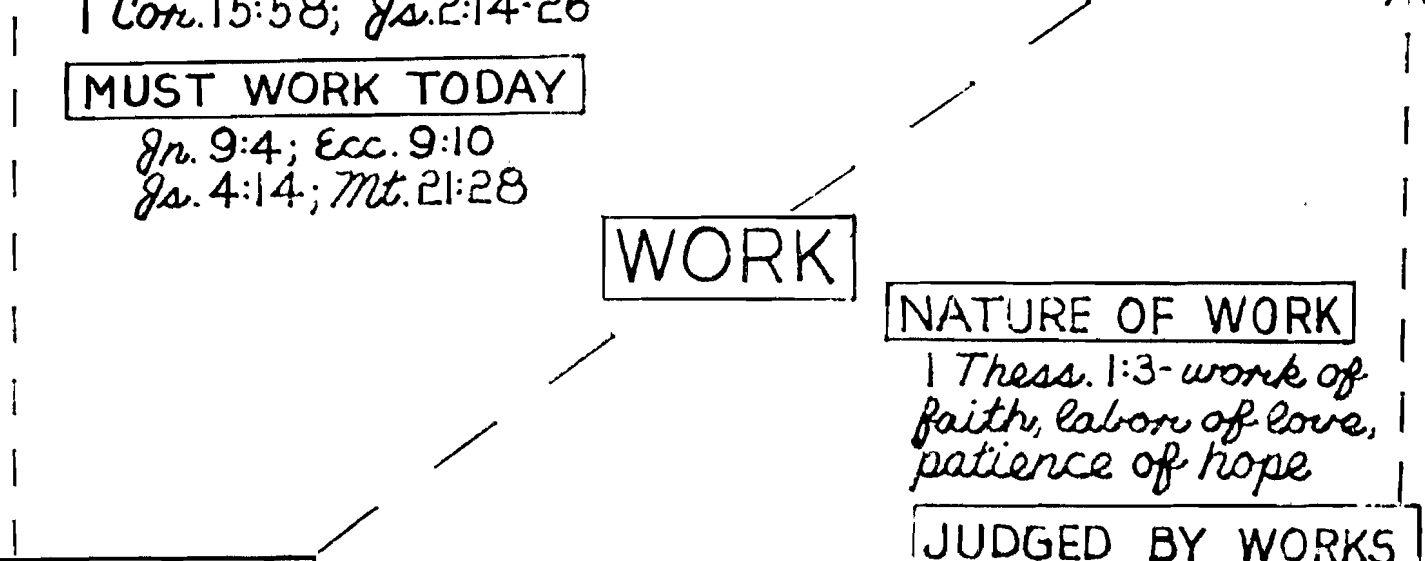 1 Cor. 15:58; Js. 2:14-26
MUST WORK TODAY
Jn. 9:4; Ecc. 9:10
Js. 4:14; Mt. 21:28
WORK
NATURE OF WORK
1 Thess. 1:3-work of
faith, labor of love,
patience of hope
JUDGED BY WORKS